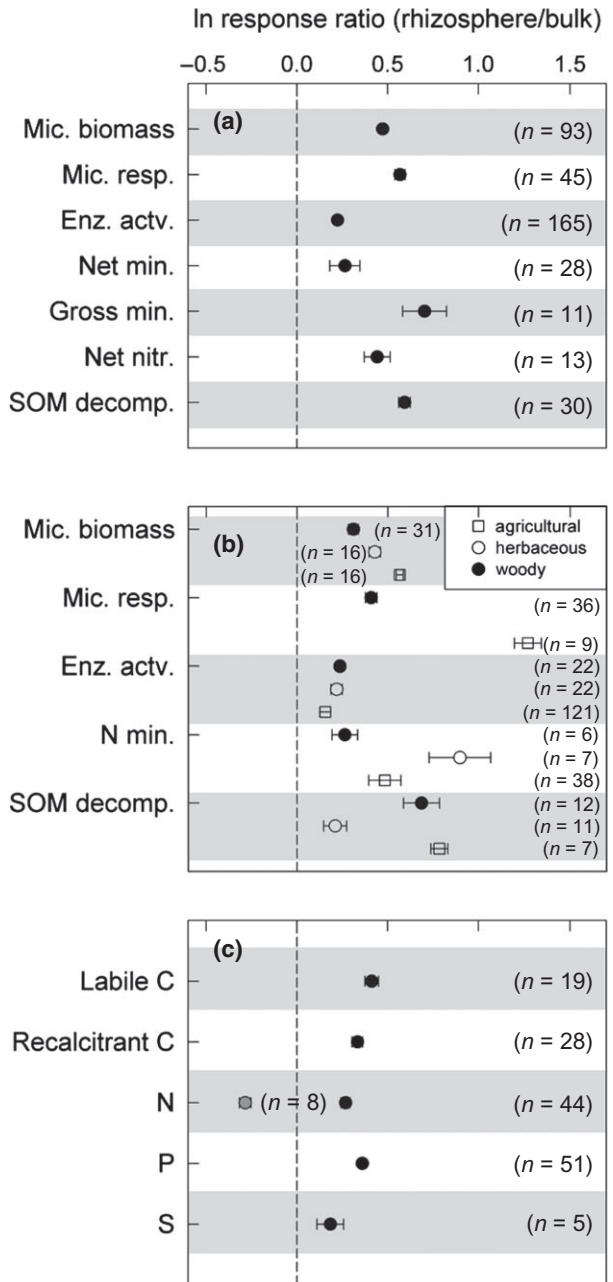 ln response ratio (rhizosphere/bulk)
–0.5 0.0 0.5 1.0 1.5
(a)
Mic. biomass (n = 93)
Mic. resp. (n = 45)
Enz. actv. (n = 165)
Net min. (n = 28)
Gross min. (n = 11)
Net nitr. (n = 13)
SOM decomp. (n = 30)
(b)
agricultural
herbaceous
woody
Mic. biomass (n = 31)
(n = 16)
(n = 16)
Mic. resp. (n = 36)
(n = 9)
Enz. actv. (n = 22)
(n = 22)
(n = 121)
N min. (n = 6)
(n = 7)
(n = 38)
SOM decomp. (n = 12)
(n = 11)
(n = 7)
(c)
Labile C (n = 19)
Recalcitrant C (n = 28)
N (n = 8) (n = 44)
P (n = 51)
S (n = 5)